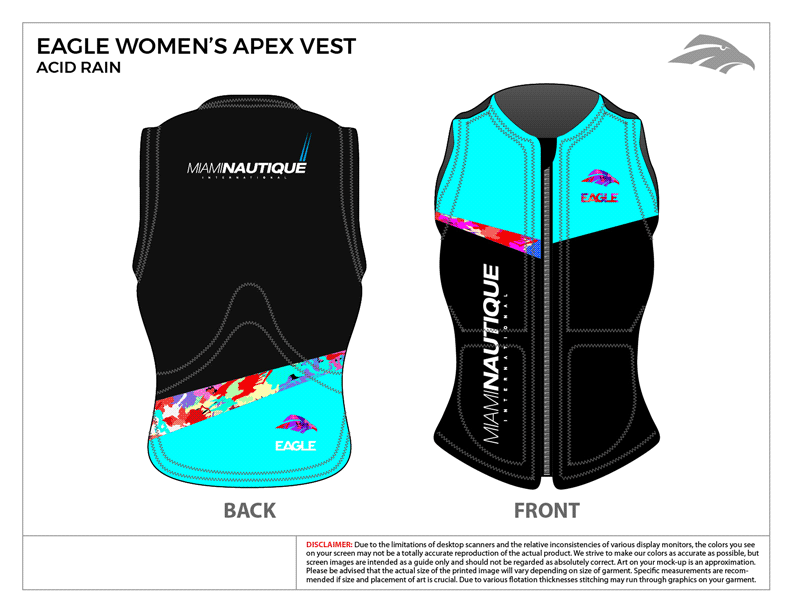 EAGLE WOMEN'S APEX VEST
ACID RAIN
MIAMINAUTIQUE
INTERNATIONAL
EAGLE
EAGLE
MIAMINAUTIQUE
INTERNATIONAL
BACK
FRONT
DISCLAIMER: Due to the limitations of desktop scanners and the relative inconsistencies of various display monitors, the colors you see
on your screen may not be a totally accurate reproduction of the actual product. We strive to make our colors as accurate as possible, but
screen images are intended as a guide only and should not be regarded as absolutely correct. Art on your mock-up is an approximation.
Please be advised that the actual size of the printed image will vary depending on size of garment. Specific measurements are recom-
mended if size and placement of art is crucial. Due to various flotation thicknesses stitching may run through graphics on your garment.